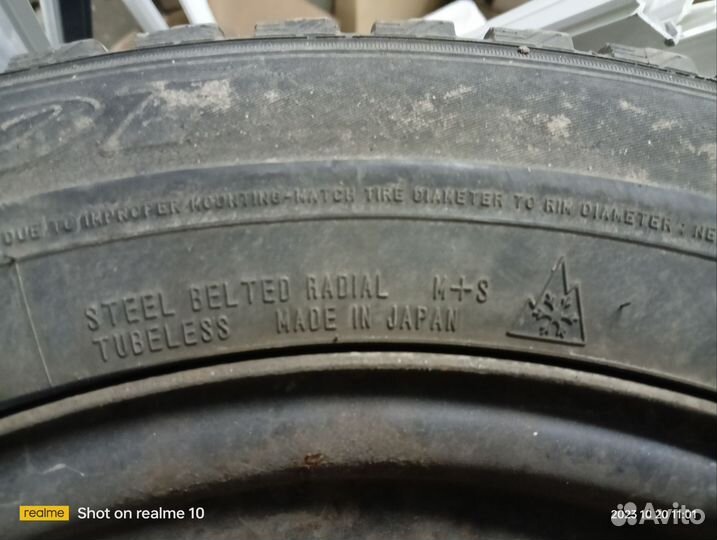 DUE TO IMPROPER MOUNTING-MATCH TIRE DIAMETER TO RIM DIAMETER : NE
STEEL BELTED RADIAL M+S
TUBELESS MADE IN JAPAN
realme Shot on realme 10
2023 10 20 11:01
Avito